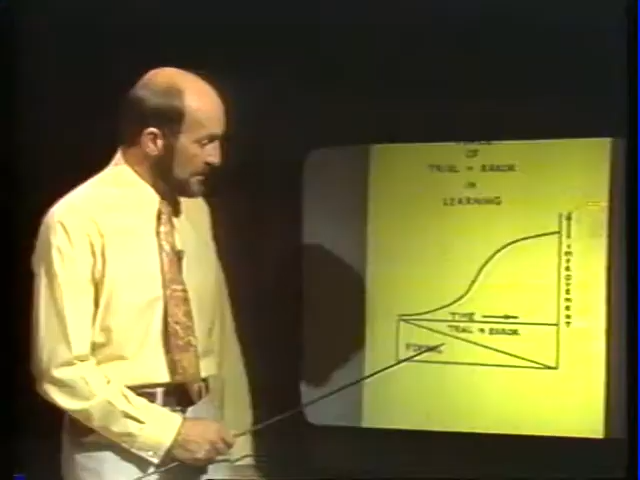 OF
TRIAL + ERROR
IN
LEARNING
TIME
TRIAL + ERROR
IMPROVEMENT